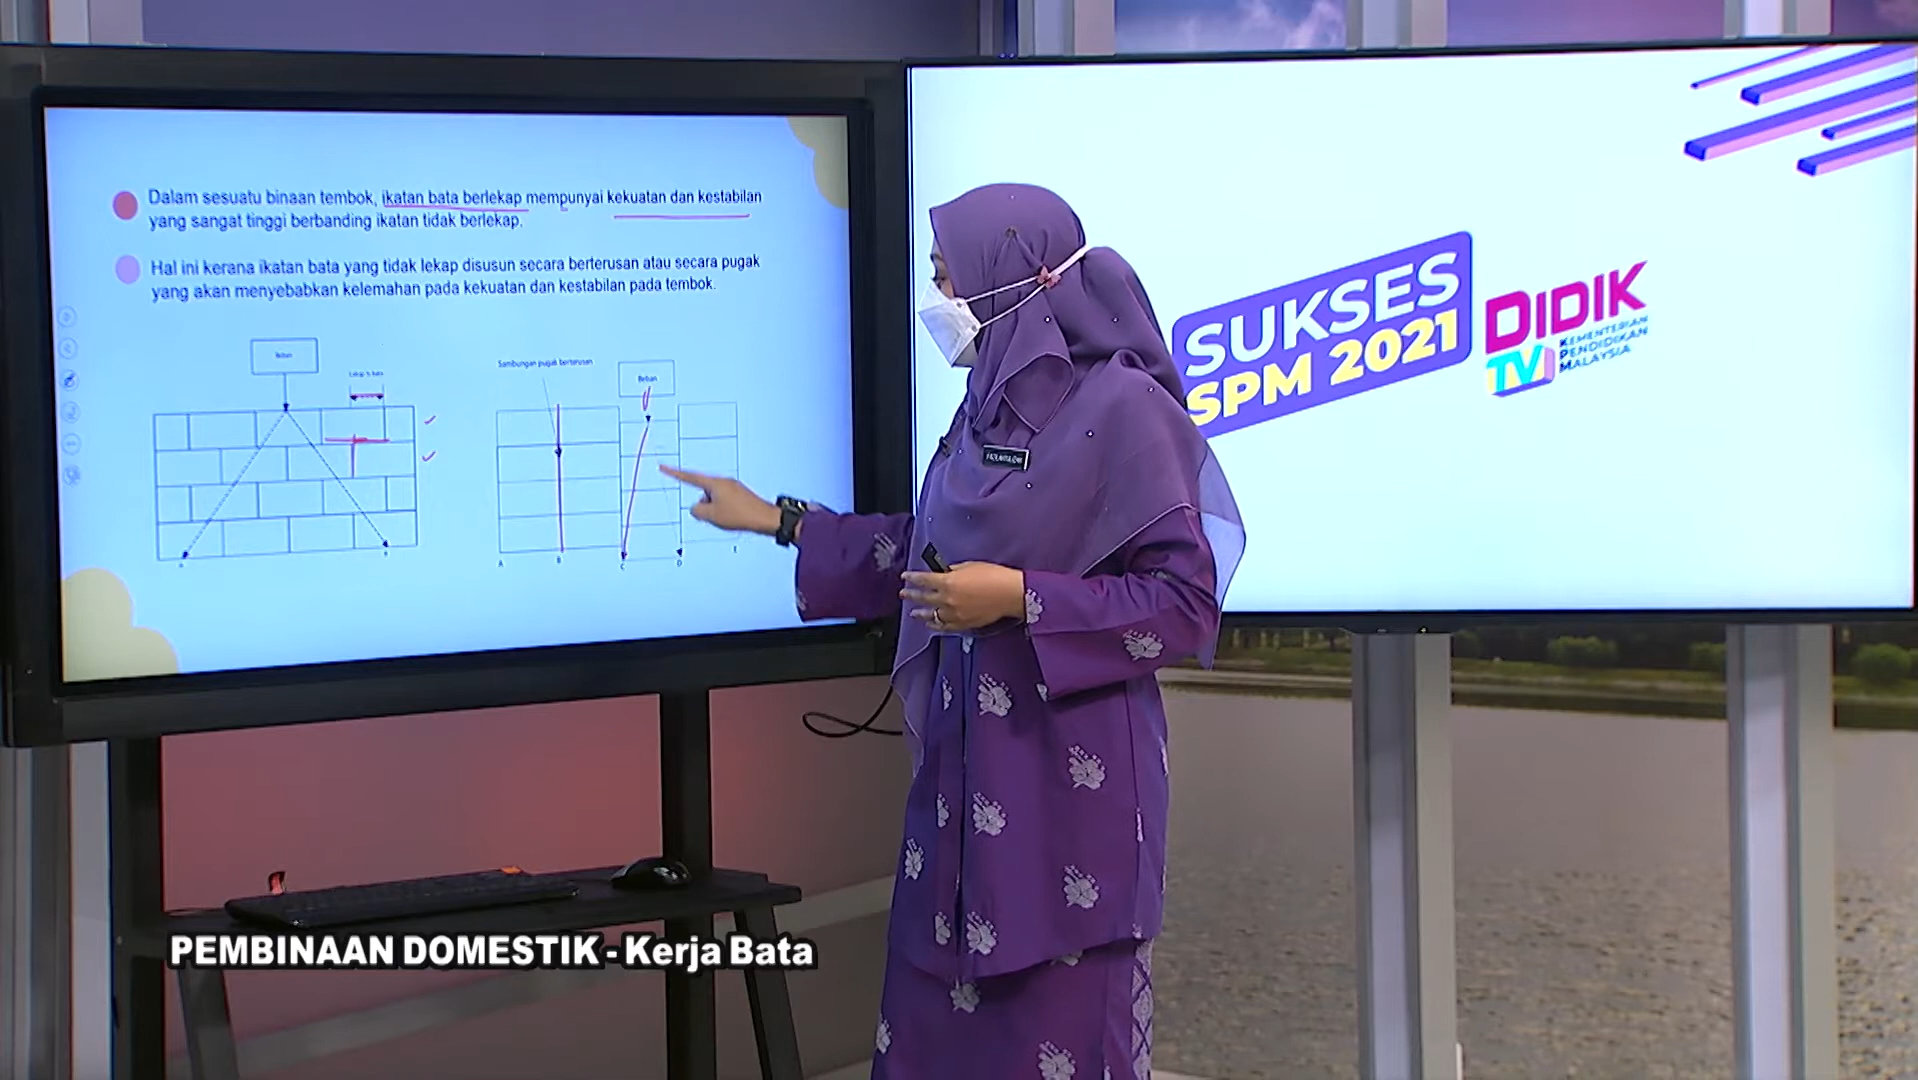 Dalam sesuatu binaan tembok, ikatan bata berlekap mempunyai kekuatan dan kestabilan
yang sangat tinggi berbanding ikatan tidak berlekap.
Hal ini kerana ikatan bata yang tidak lekap disusun secara berterusan atau secara pugak
yang akan menyebabkan kelemahan pada kekuatan dan kestabilan pada tembok.
Beban
Sambungan pugak berterusan
Beban
A
B
C
D
E
SUKSES
SPM 2021
DIDIK
TV
KEMENTERIAN
PENDIDIKAN
MALAYSIA
PEMBINAAN DOMESTIK - Kerja Bata